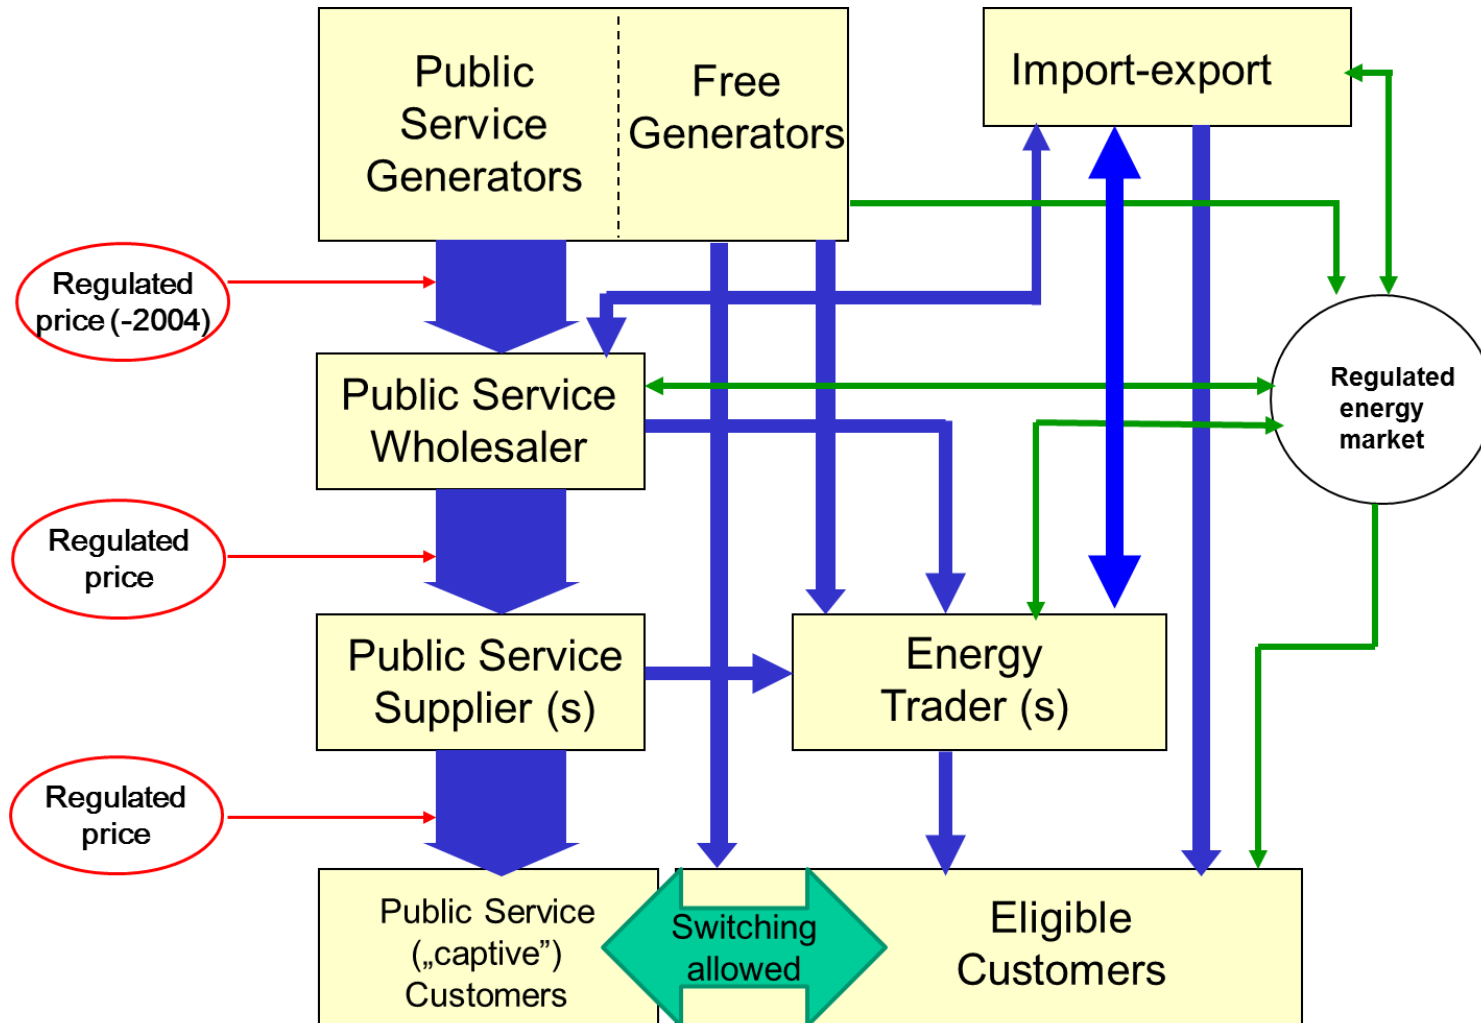 Public
Service
Generators
Free
Generators
Import-export
Regulated
price (-2004)
Public Service
Wholesaler
Regulated
energy
market
Regulated
price
Public Service
Supplier (s)
Energy
Trader (s)
Regulated
price
Public Service
(„captive”)
Customers
Switching
allowed
Eligible
Customers